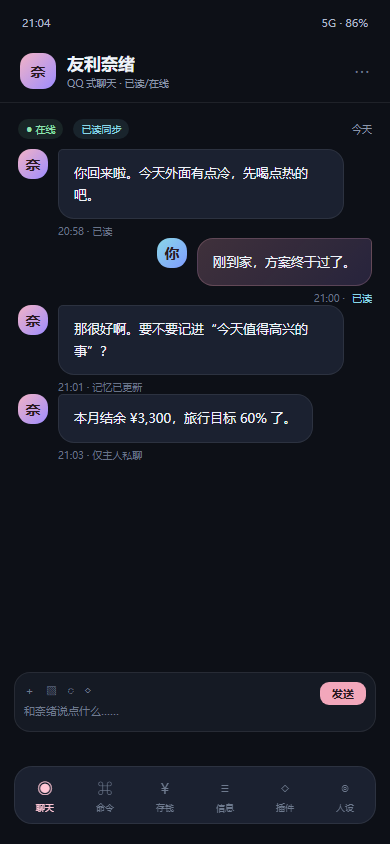 21:04
5G · 86%
奈
友利奈绪
QQ 式聊天 · 已读/在线
···
在线
已读同步
今天
奈
你回来啦。今天外面有点冷，先喝点热的
吧。
20:58 · 已读
你
刚到家，方案终于过了。
21:00 · 已读
奈
那很好啊。要不要记进“今天值得高兴的
事”？
21:01 · 记忆已更新
奈
本月结余 ¥3,300，旅行目标 60% 了。
21:03 · 仅主人私聊
+
发送
和奈绪说点什么……
聊天
⌘
命令
¥
存钱
信息
插件
人设